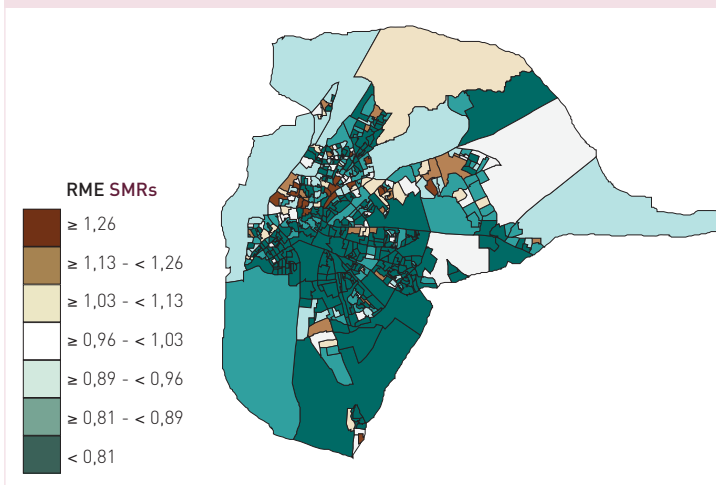 RME SMRs
≥ 1,26
≥ 1,13 - < 1,26
≥ 1,03 - < 1,13
≥ 0,96 - < 1,03
≥ 0,89 - < 0,96
≥ 0,81 - < 0,89
< 0,81